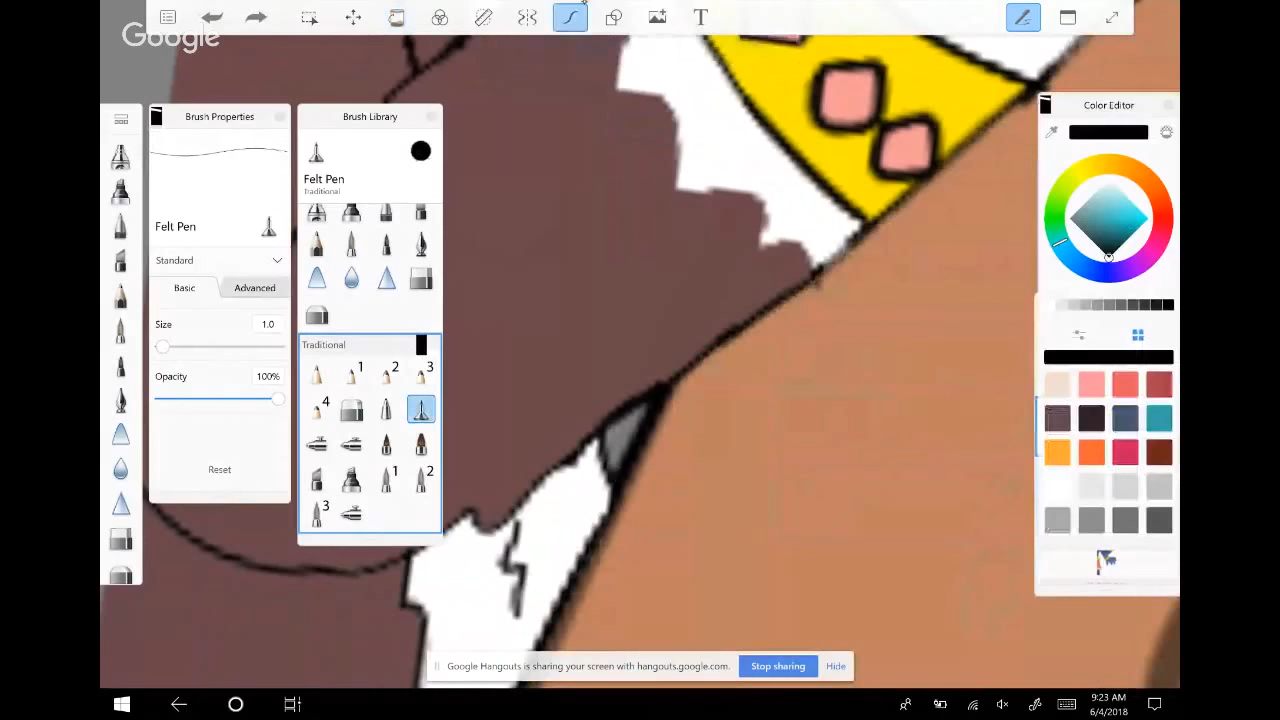 T
Google
Brush Properties
Brush Library
Color Editor
Felt Pen
Traditional
Felt Pen
Standard
Basic
Advanced
Size
1.0
Opacity
100%
Reset
Traditional
1
2
3
4
1
2
3
Google Hangouts is sharing your screen with hangouts.google.com.
Stop sharing
Hide
9:23 AM
6/4/2018